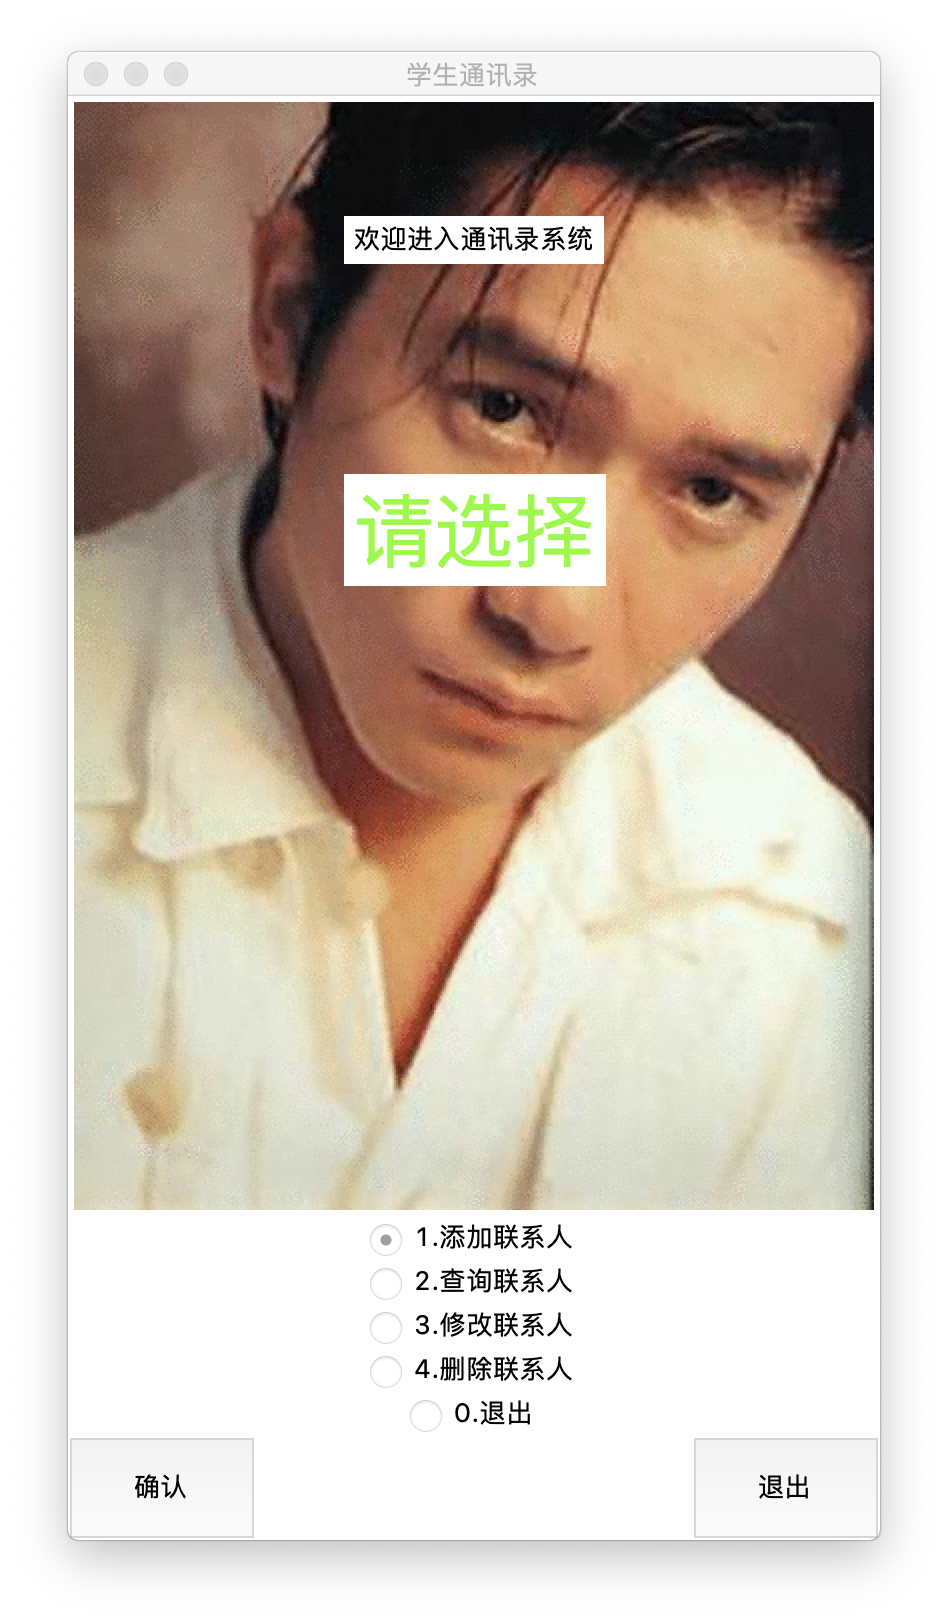 学生通讯录
欢迎进入通讯录系统
请选择
1.添加联系人
2.查询联系人
3.修改联系人
4.删除联系人
0.退出
确认
退出